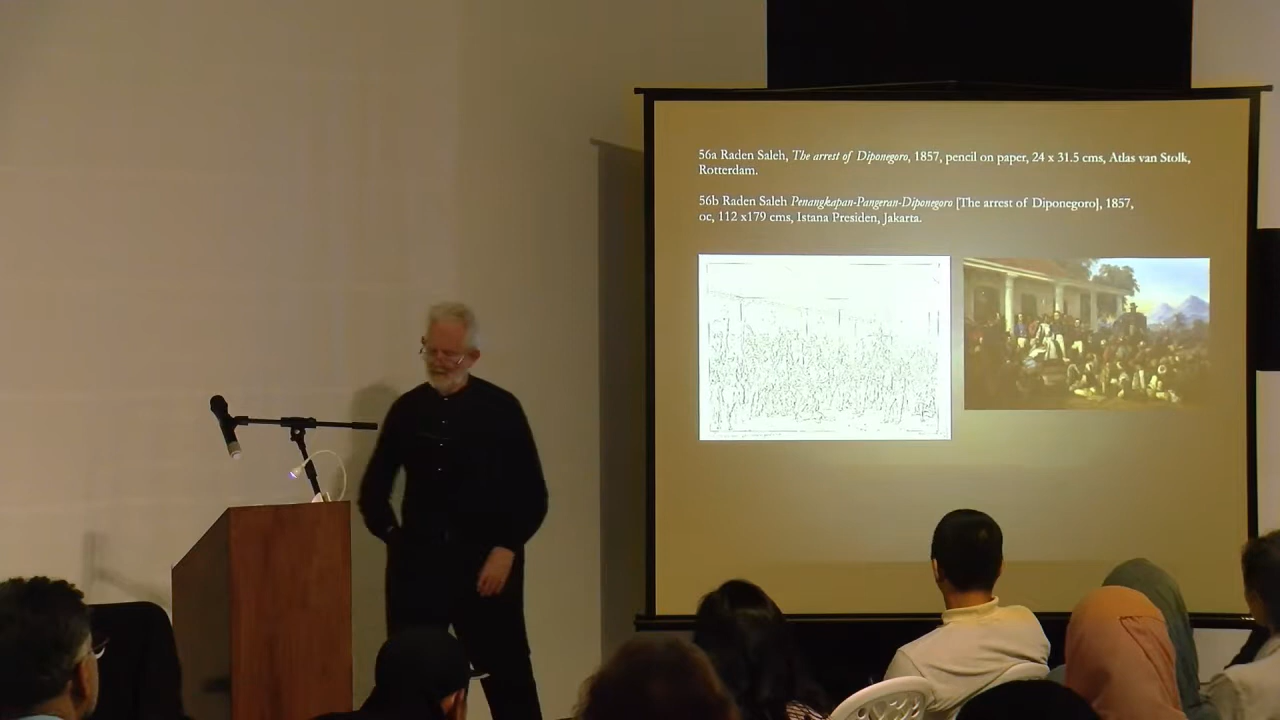 56a Raden Saleh, The arrest of Diponegoro, 1857, pencil on paper, 24 x 31.5 cms, Atlas van Stolk,
Rotterdam.
56b Raden Saleh Penangkapan-Pangeran-Diponegoro [The arrest of Diponegoro], 1857,
oc, 112 x179 cms, Istana Presiden, Jakarta.